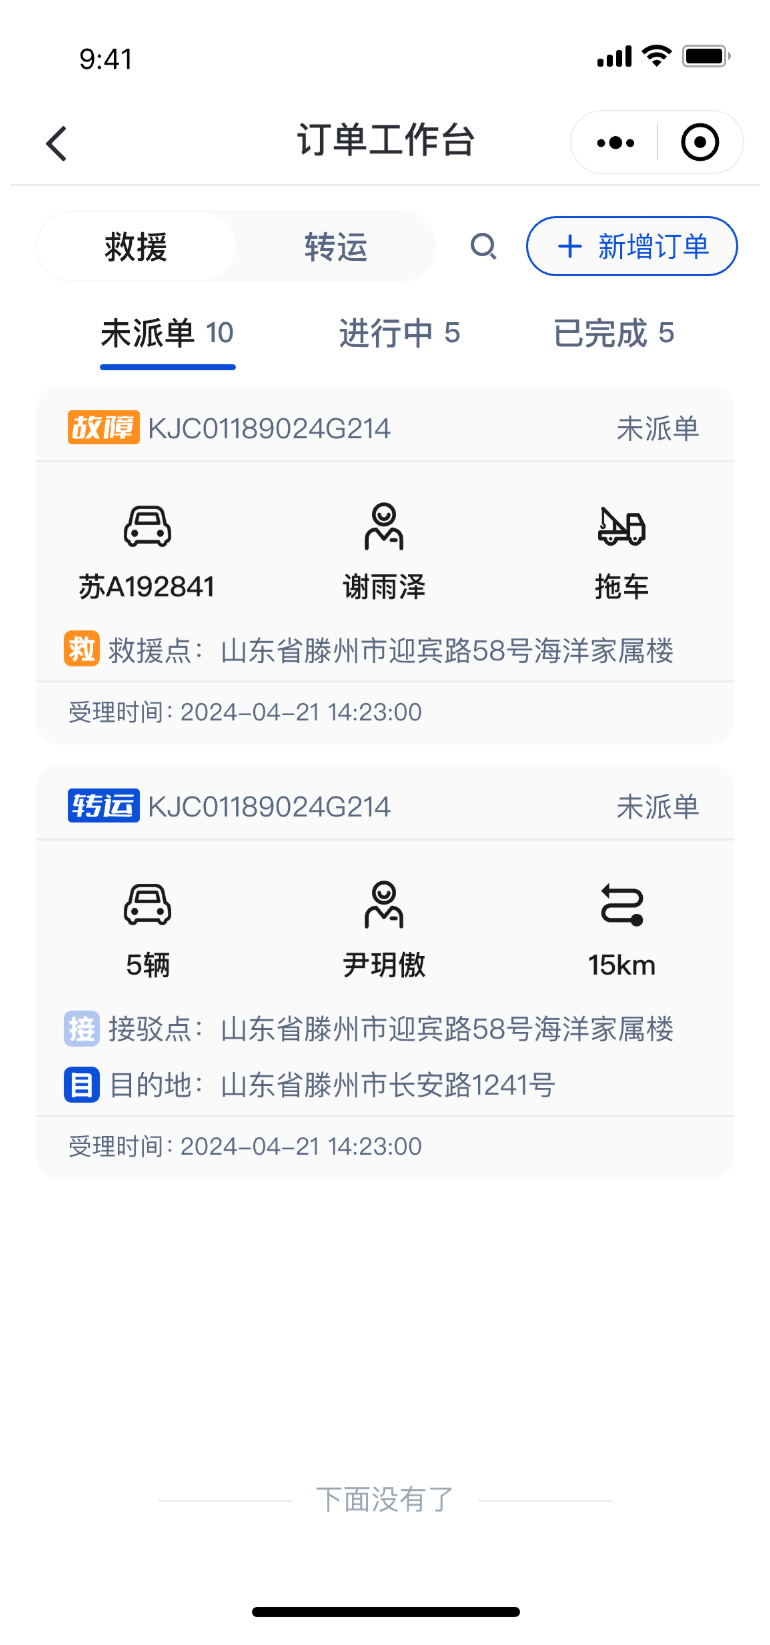 9:41
订单工作台
救援 转运 新增订单
未派单 10 进行中 5 已完成 5
故障 KJC01189024G214 未派单
苏A192841 谢雨泽 拖车
救 救援点：山东省滕州市迎宾路58号海洋家属楼
受理时间：2024-04-21 14:23:00
转运 KJC01189024G214 未派单
5辆 尹玥傲 15km
接 接驳点：山东省滕州市迎宾路58号海洋家属楼
目 目的地：山东省滕州市长安路1241号
受理时间：2024-04-21 14:23:00
下面没有了